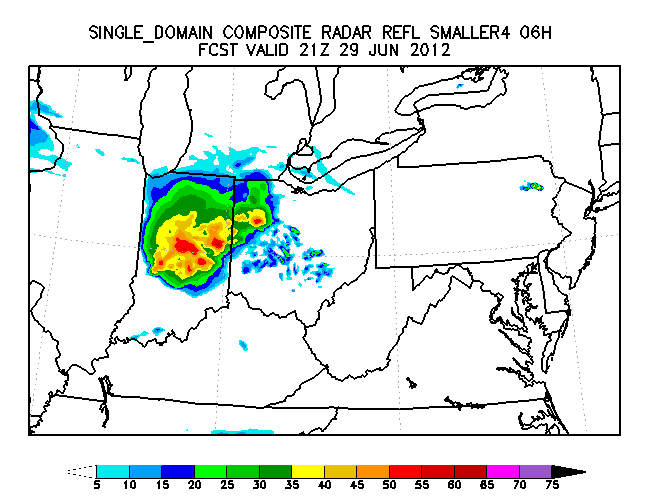 SINGLE_DOMAIN COMPOSITE RADAR REFL SMALLER4 06H
FCST VALID 21Z 29 JUN 2012
5 10 15 20 25 30 35 40 45 50 55 60 65 70 75